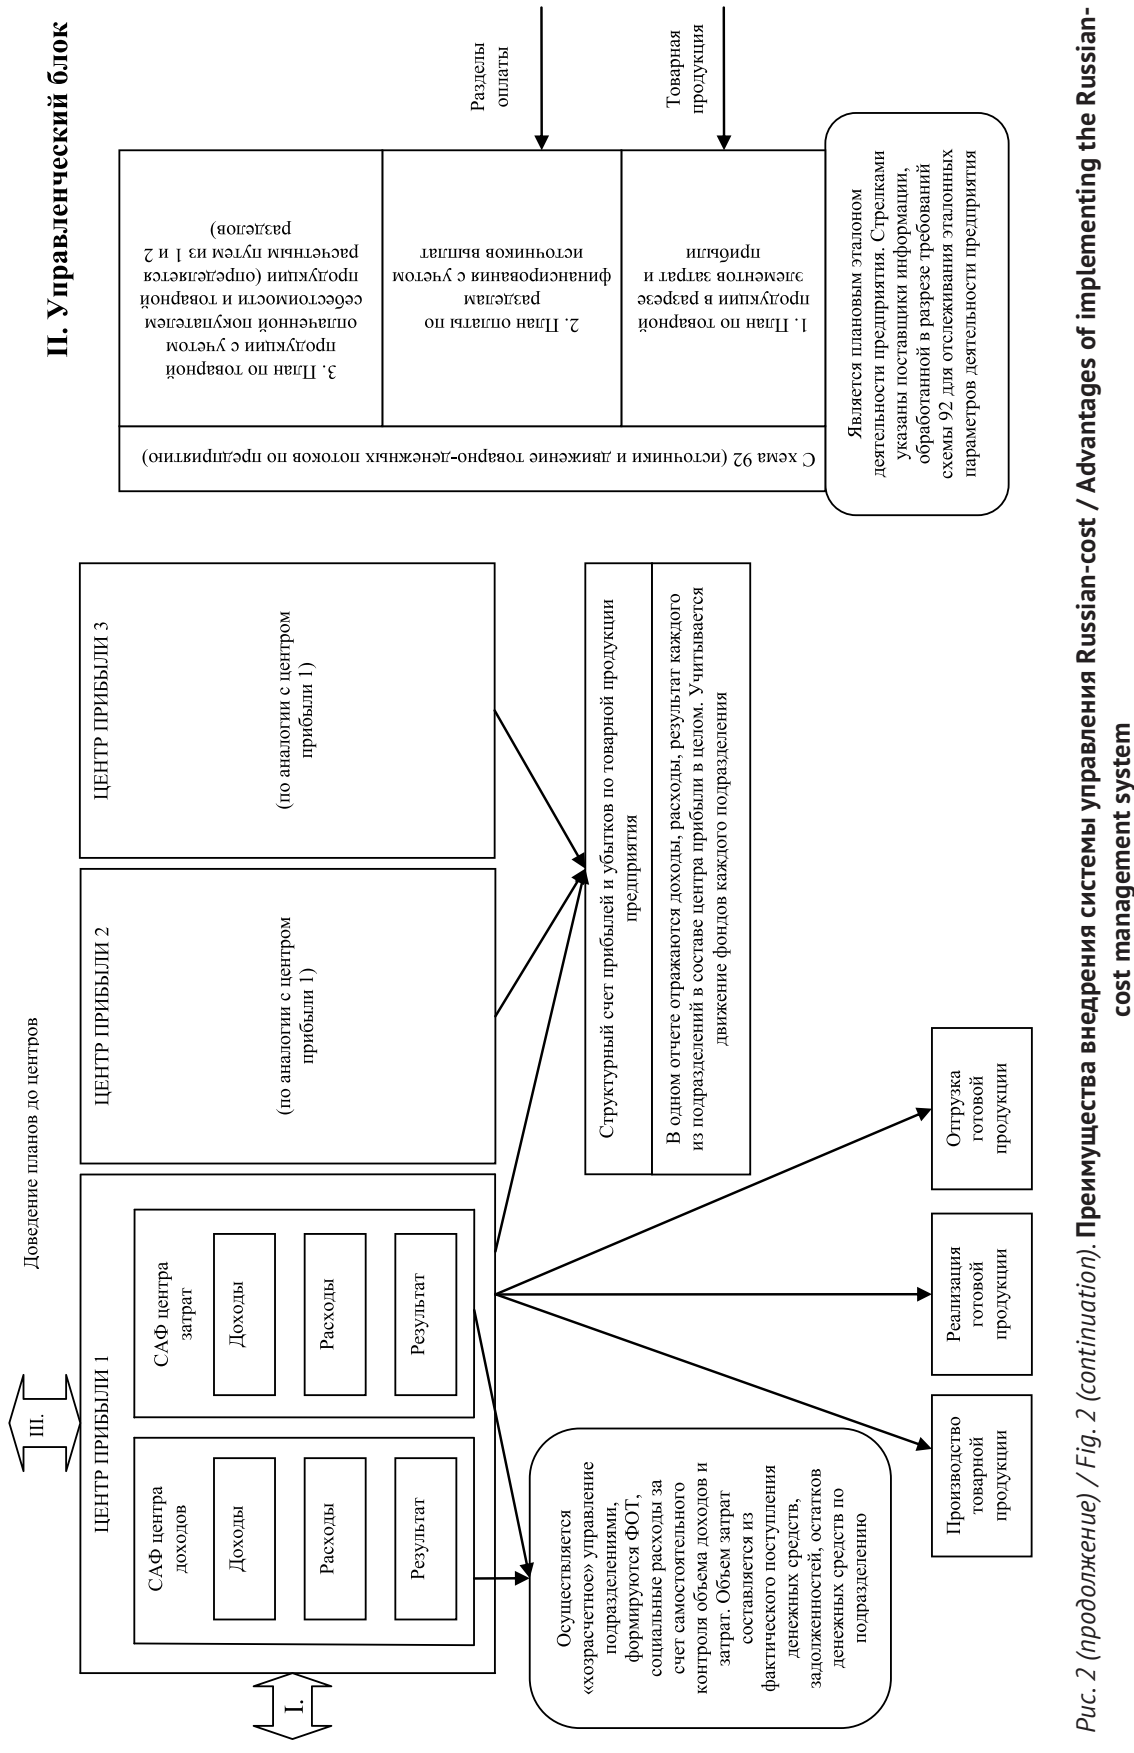 II. Управленческий блок
Доведение планов до центров
III.
I.
ЦЕНТР ПРИБЫЛИ 1
САФ центра
доходов
Доходы
Расходы
Результат
САФ центра
затрат
Доходы
Расходы
Результат
ЦЕНТР ПРИБЫЛИ 2
(по аналогии с центром
прибыли 1)
ЦЕНТР ПРИБЫЛИ 3
(по аналогии с центром
прибыли 1)
С хема 92 (источники и движение товарно-денежных потоков по предприятию)
3. План по товарной
продукции с учетом
оплаченной покупателем
себестоимости и товарной
продукции (определяется
расчетным путем из 1 и 2
разделов)
2. План оплаты по
разделам
финансирования с учетом
источников выплат
1. План по товарной
продукции в разрезе
элементов затрат и
прибыли
Разделы
оплаты
Товарная
продукция
Является плановым эталоном
деятельности предприятия. Стрелками
указаны поставщики информации,
обработанной в разрезе требований
схемы 92 для отслеживания эталонных
параметров деятельности предприятия
Структурный счет прибылей и убытков по товарной продукции
предприятия
В одном отчете отражаются доходы, расходы, результат каждого
из подразделений в составе центра прибыли в целом. Учитывается
движение фондов каждого подразделения
Осуществляется
«хозрасчетное» управление
подразделениями,
формируются ФОТ,
социальные расходы за
счет самостоятельного
контроля объема доходов и
затрат. Объем затрат
составляется из
фактического поступления
денежных средств,
задолженностей, остатков
денежных средств по
подразделению
Производство
товарной
продукции
Реализация
готовой
продукции
Отгрузка
готовой
продукции
Рис. 2 (продолжение) / Fig. 2 (continuation). Преимущества внедрения системы управления Russian-cost / Advantages of implementing the Russian-
cost management system